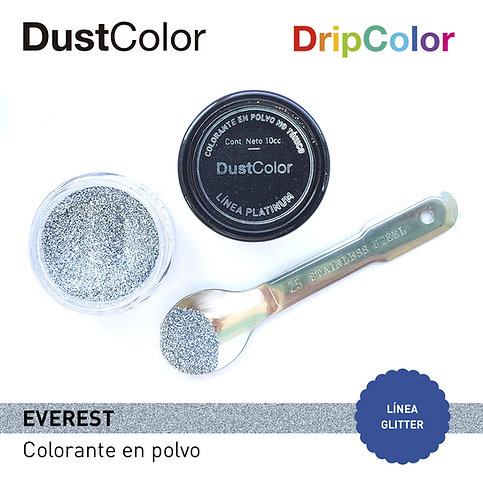 DustColor
DripColor
COLORANTE EN POLVO NO TÓXICO
Cont. Neto 10cc.
DustColor
LÍNEA PLATINUM
25 STAINLESS STEEL
EVEREST
Colorante en polvo
LÍNEA
GLITTER